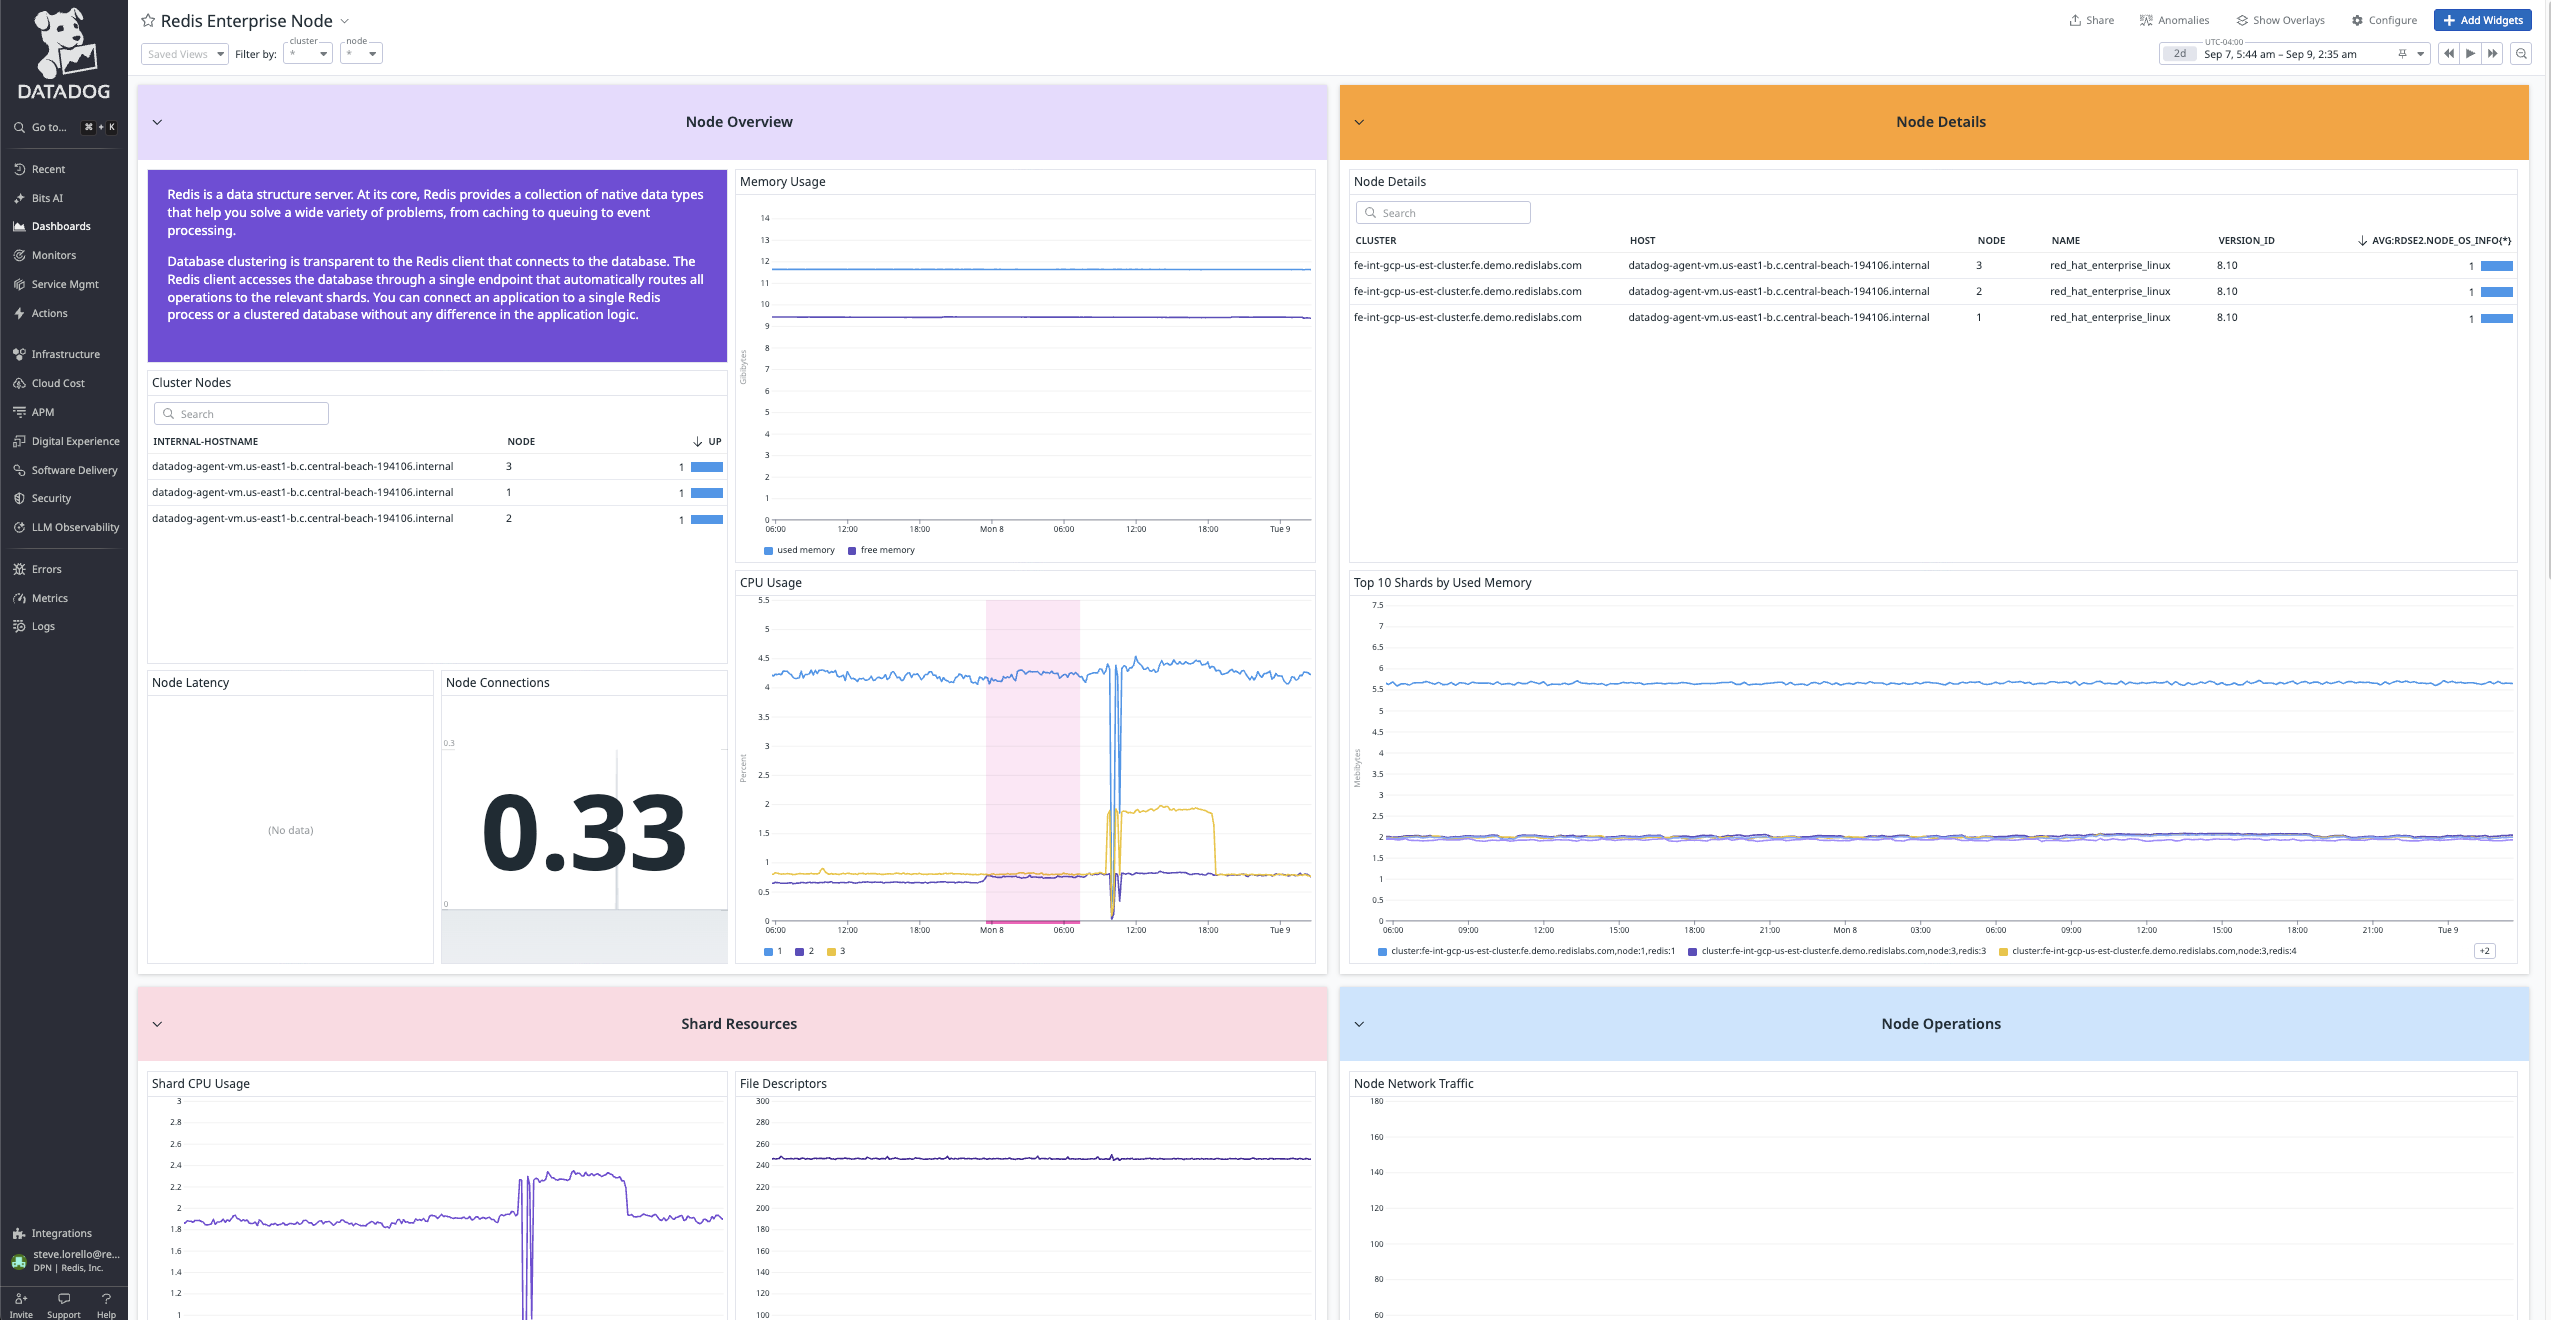 DATADOG
Go to... ⌘ + K
Recent
Bits AI
Dashboards
Monitors
Service Mgmt
Actions
Infrastructure
Cloud Cost
APM
Digital Experience
Software Delivery
Security
LLM Observability
Errors
Metrics
Logs
Integrations
steve.lorello@re...
DPN | Redis, Inc.
Invite Support Help
Redis Enterprise Node
Share Anomalies Show Overlays Configure + Add Widgets
Saved Views Filter by: cluster * node *
UTC-04:00
2d Sep 7, 5:44 am – Sep 9, 2:35 am
Node Overview
Redis is a data structure server. At its core, Redis provides a collection of native data types
that help you solve a wide variety of problems, from caching to queuing to event
processing.
Database clustering is transparent to the Redis client that connects to the database. The
Redis client accesses the database through a single endpoint that automatically routes all
operations to the relevant shards. You can connect an application to a single Redis
process or a clustered database without any difference in the application logic.
Cluster Nodes
Search
INTERNAL-HOSTNAME NODE ↓ UP
datadog-agent-vm.us-east1-b.c.central-beach-194106.internal 3 1
datadog-agent-vm.us-east1-b.c.central-beach-194106.internal 1 1
datadog-agent-vm.us-east1-b.c.central-beach-194106.internal 2 1
Node Latency
(No data)
Node Connections
0.3
0.33
0
Memory Usage
Gibibytes
14
13
12
11
10
9
8
7
6
5
4
3
2
1
0
06:00 12:00 18:00 Mon 8 06:00 12:00 18:00 Tue 9
used memory free memory
CPU Usage
Percent
5.5
5
4.5
4
3.5
3
2.5
2
1.5
1
0.5
0
06:00 12:00 18:00 Mon 8 06:00 12:00 18:00 Tue 9
1 2 3
Node Details
Node Details
Search
CLUSTER HOST NODE NAME VERSION_ID ↓ AVG:RDSE2.NODE_OS_INFO{*}
fe-int-gcp-us-est-cluster.fe.demo.redislabs.com datadog-agent-vm.us-east1-b.c.central-beach-194106.internal 3 red_hat_enterprise_linux 8.10 1
fe-int-gcp-us-est-cluster.fe.demo.redislabs.com datadog-agent-vm.us-east1-b.c.central-beach-194106.internal 2 red_hat_enterprise_linux 8.10 1
fe-int-gcp-us-est-cluster.fe.demo.redislabs.com datadog-agent-vm.us-east1-b.c.central-beach-194106.internal 1 red_hat_enterprise_linux 8.10 1
Top 10 Shards by Used Memory
Mebibytes
7.5
7
6.5
6
5.5
5
4.5
4
3.5
3
2.5
2
1.5
1
0.5
0
06:00 09:00 12:00 15:00 18:00 21:00 Mon 8 03:00 06:00 09:00 12:00 15:00 18:00 21:00 Tue 9
cluster:fe-int-gcp-us-est-cluster.fe.demo.redislabs.com,node:1,redis:1 cluster:fe-int-gcp-us-est-cluster.fe.demo.redislabs.com,node:3,redis:3 cluster:fe-int-gcp-us-est-cluster.fe.demo.redislabs.com,node:3,redis:4 +2
Shard Resources
Shard CPU Usage
3
2.8
2.6
2.4
2.2
2
1.8
1.6
1.4
1.2
1
File Descriptors
300
280
260
240
220
200
180
160
140
120
100
Node Operations
Node Network Traffic
180
160
140
120
100
80
60